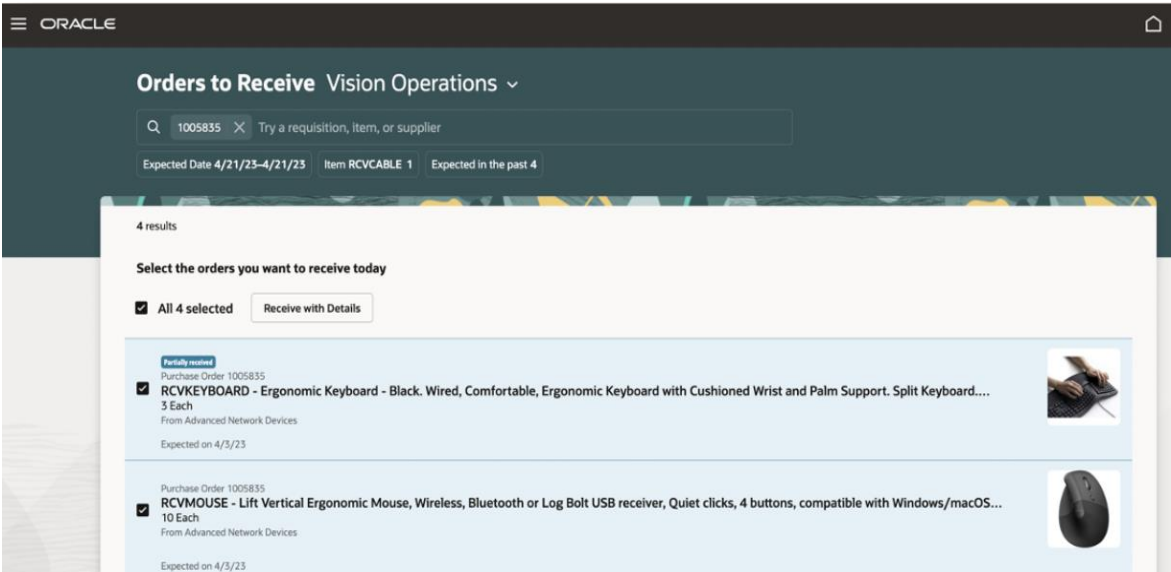 ORACLE
Orders to Receive Vision Operations
1005835 Try a requisition, item, or supplier
Expected Date 4/21/23–4/21/23 Item RCVCABLE 1 Expected in the past 4
4 results
Select the orders you want to receive today
All 4 selected Receive with Details
Partially received
Purchase Order 1005835
RCVKEYBOARD - Ergonomic Keyboard - Black. Wired, Comfortable, Ergonomic Keyboard with Cushioned Wrist and Palm Support. Split Keyboard....
3 Each
From Advanced Network Devices
Expected on 4/3/23
Purchase Order 1005835
RCVMOUSE - Lift Vertical Ergonomic Mouse, Wireless, Bluetooth or Log Bolt USB receiver, Quiet clicks, 4 buttons, compatible with Windows/macOS...
10 Each
From Advanced Network Devices
Expected on 4/3/23